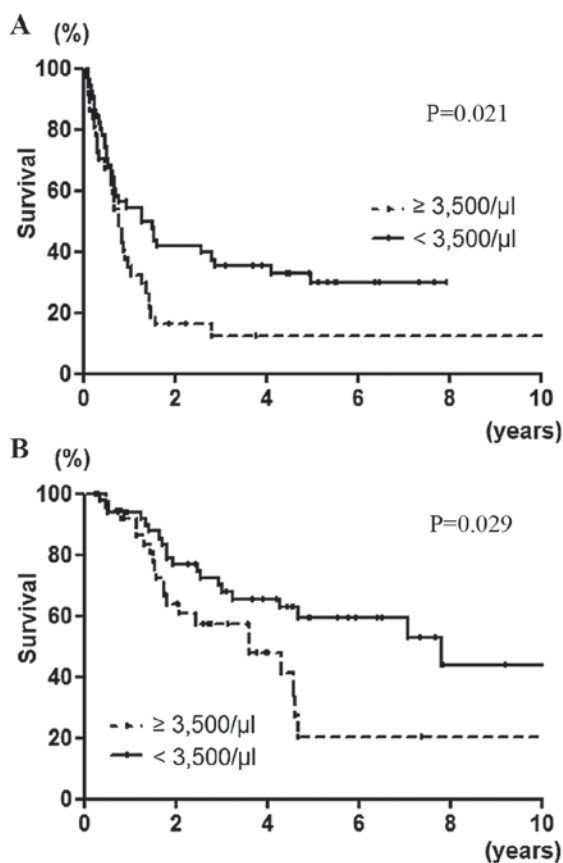 A
(%)
100
80
60
40
20
0
Survival
P=0.021
≥ 3,500/µl
< 3,500/µl
0 2 4 6 8 10
(years)
B
(%)
100
80
60
40
20
0
Survival
P=0.029
≥ 3,500/µl
< 3,500/µl
0 2 4 6 8 10
(years)